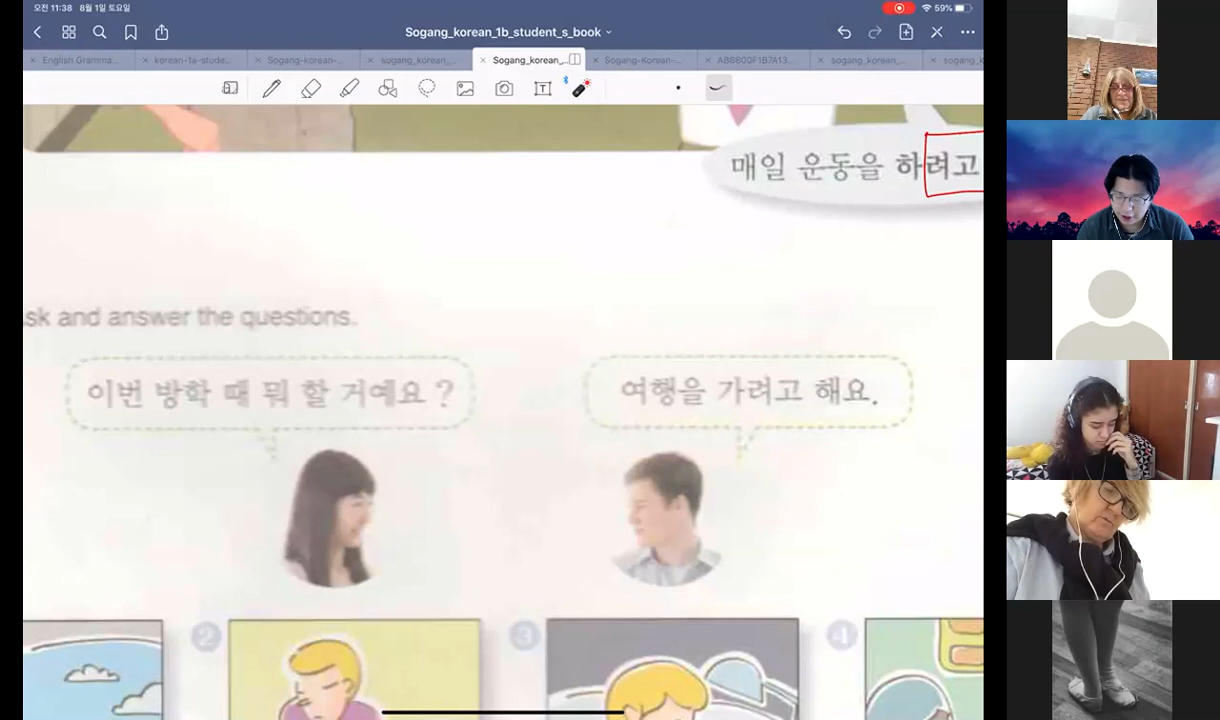 오전 11:38 8월 1일 토요일
59%
Sogang_korean_1b_student_s_book
English Gramma...
korean-1a-stude...
Sogang-korean-...
sogang_korean_...
Sogang_korean_...
Sogang-Korean-...
AB6800F1B7A13...
sogang_korean_...
sogang_k
T
매일 운동을 하려고
sk and answer the questions.
이번 방학 때 뭐 할 거예요?
여행을 가려고 해요.
2
3
4